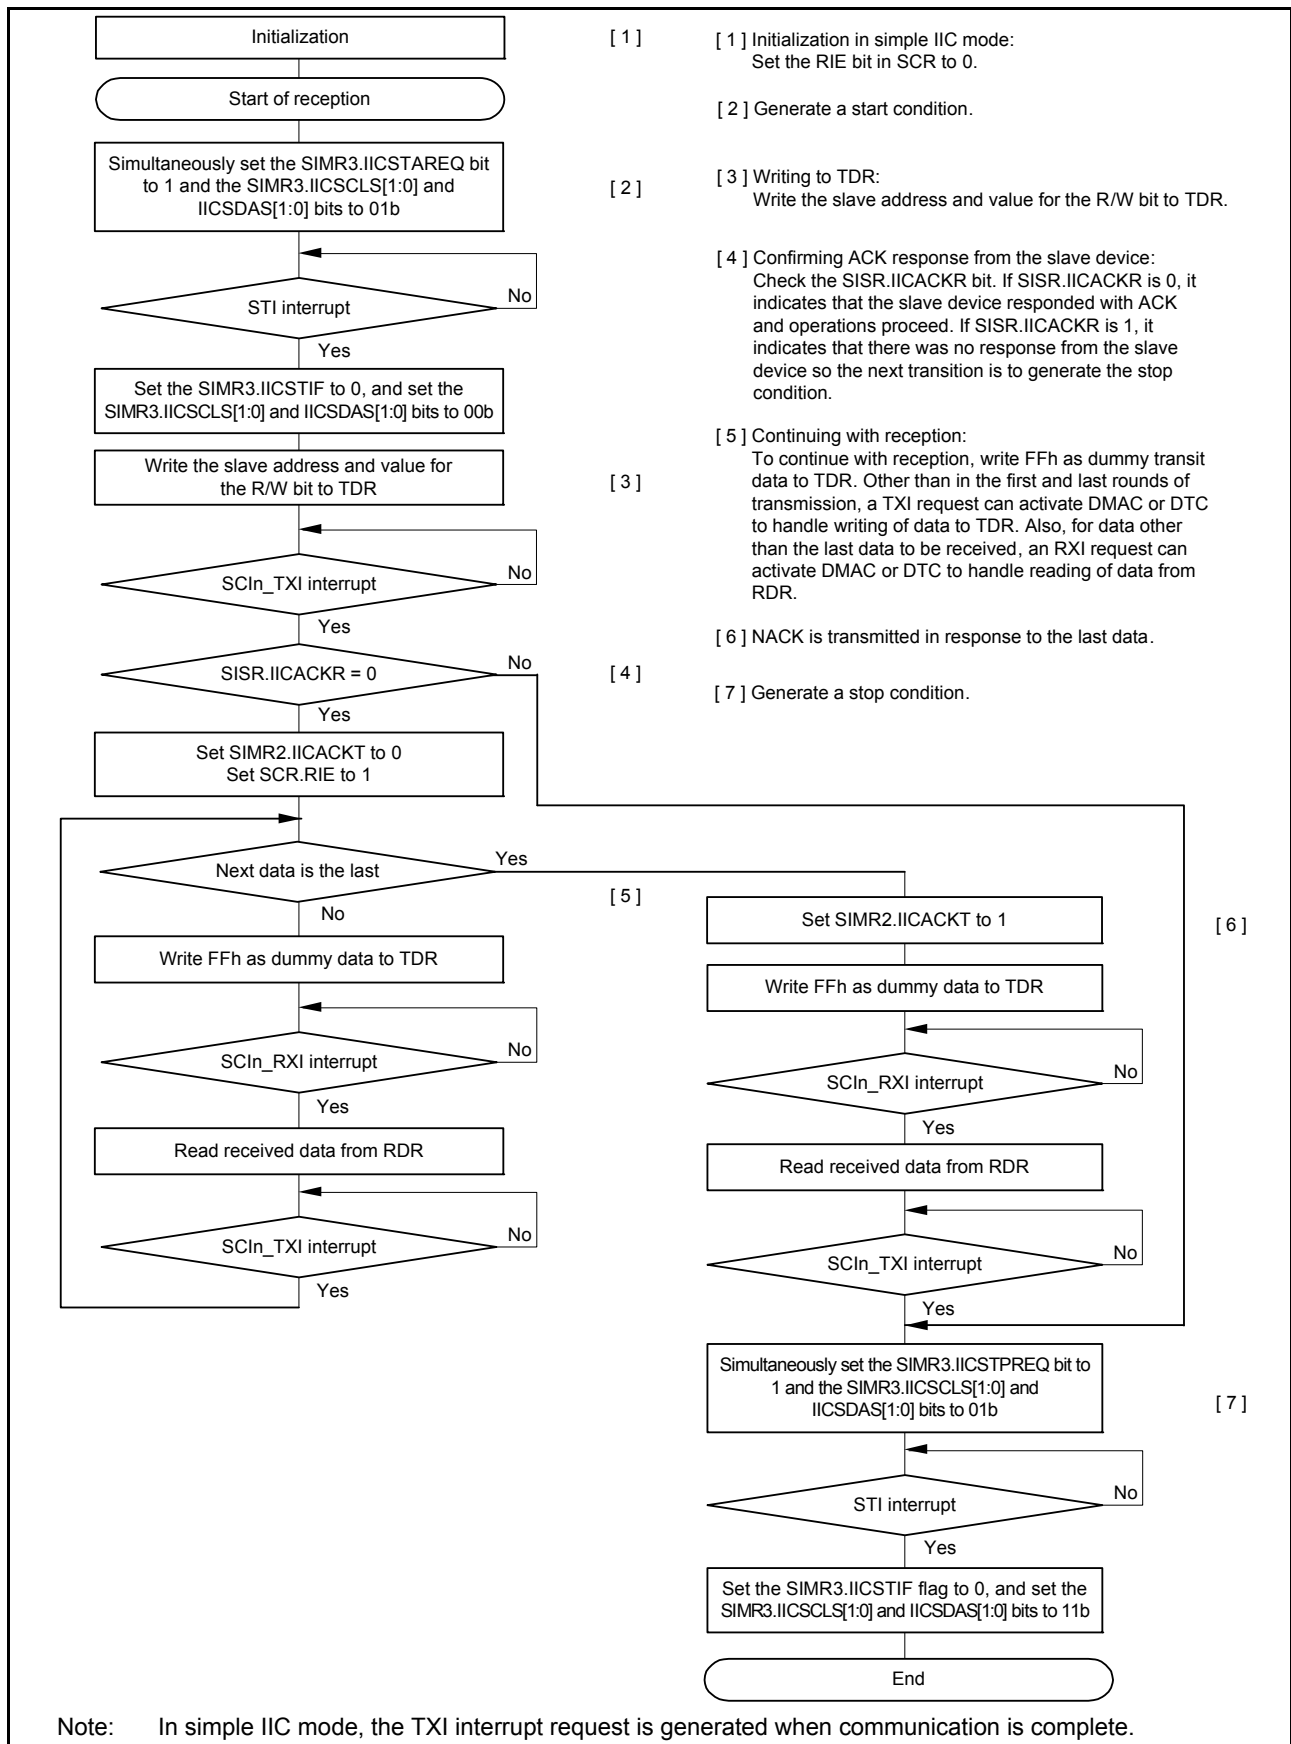 Initialization
[ 1 ]
[ 1 ] Initialization in simple IIC mode:
Set the RIE bit in SCR to 0.
Start of reception
[ 2 ] Generate a start condition.
Simultaneously set the SIMR3.IICSTAREQ bit
to 1 and the SIMR3.IICSCLS[1:0] and
IICSDAS[1:0] bits to 01b
[ 2 ]
[ 3 ] Writing to TDR:
Write the slave address and value for the R/W bit to TDR.
STI interrupt
No
Yes
[ 4 ] Confirming ACK response from the slave device:
Check the SISR.IICACKR bit. If SISR.IICACKR is 0, it
indicates that the slave device responded with ACK
and operations proceed. If SISR.IICACKR is 1, it
indicates that there was no response from the slave
device so the next transition is to generate the stop
condition.
Set the SIMR3.IICSTIF to 0, and set the
SIMR3.IICSCLS[1:0] and IICSDAS[1:0] bits to 00b
Write the slave address and value for
the R/W bit to TDR
[ 3 ]
[ 5 ] Continuing with reception:
To continue with reception, write FFh as dummy transit
data to TDR. Other than in the first and last rounds of
transmission, a TXI request can activate DMAC or DTC
to handle writing of data to TDR. Also, for data other
than the last data to be received, an RXI request can
activate DMAC or DTC to handle reading of data from
RDR.
SCIn_TXI interrupt
No
Yes
[ 6 ] NACK is transmitted in response to the last data.
SISR.IICACKR = 0
No
[ 4 ]
[ 7 ] Generate a stop condition.
Yes
Set SIMR2.IICACKT to 0
Set SCR.RIE to 1
Next data is the last
Yes
[ 5 ]
No
Write FFh as dummy data to TDR
SCIn_RXI interrupt
No
Yes
Read received data from RDR
SCIn_TXI interrupt
No
Yes
Set SIMR2.IICACKT to 1
[ 6 ]
Write FFh as dummy data to TDR
SCIn_RXI interrupt
No
Yes
Read received data from RDR
SCIn_TXI interrupt
No
Yes
Simultaneously set the SIMR3.IICSTPREQ bit to
1 and the SIMR3.IICSCLS[1:0] and
IICSDAS[1:0] bits to 01b
[ 7 ]
STI interrupt
No
Yes
Set the SIMR3.IICSTIF flag to 0, and set the
SIMR3.IICSCLS[1:0] and IICSDAS[1:0] bits to 11b
End
Note: In simple IIC mode, the TXI interrupt request is generated when communication is complete.